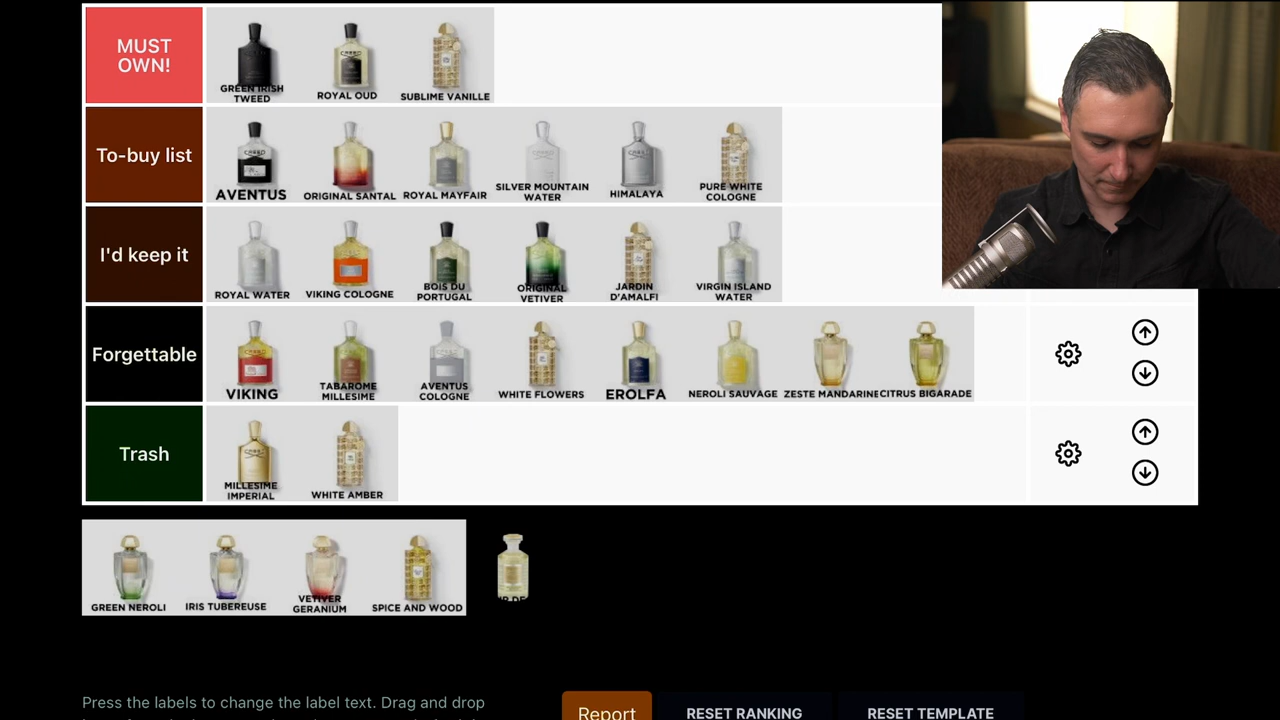 MUST
OWN!
GREEN IRISH
TWEED
ROYAL OUD
SUBLIME VANILLE
To-buy list
AVENTUS
ORIGINAL SANTAL
ROYAL MAYFAIR
SILVER MOUNTAIN
WATER
HIMALAYA
PURE WHITE
COLOGNE
I'd keep it
ROYAL WATER
VIKING COLOGNE
BOIS DU
PORTUGAL
ORIGINAL
VETIVER
JARDIN
D'AMALFI
VIRGIN ISLAND
WATER
Forgettable
VIKING
TABAROME
MILLESIME
AVENTUS
COLOGNE
WHITE FLOWERS
EROLFA
NEROLI SAUVAGE
ZESTE MANDARINE
CITRUS BIGARADE
Trash
MILLESIME
IMPERIAL
WHITE AMBER
GREEN NEROLI
IRIS TUBEREUSE
VETIVER
GERANIUM
SPICE AND WOOD
Press the labels to change the label text. Drag and drop
Report
RESET RANKING
RESET TEMPLATE